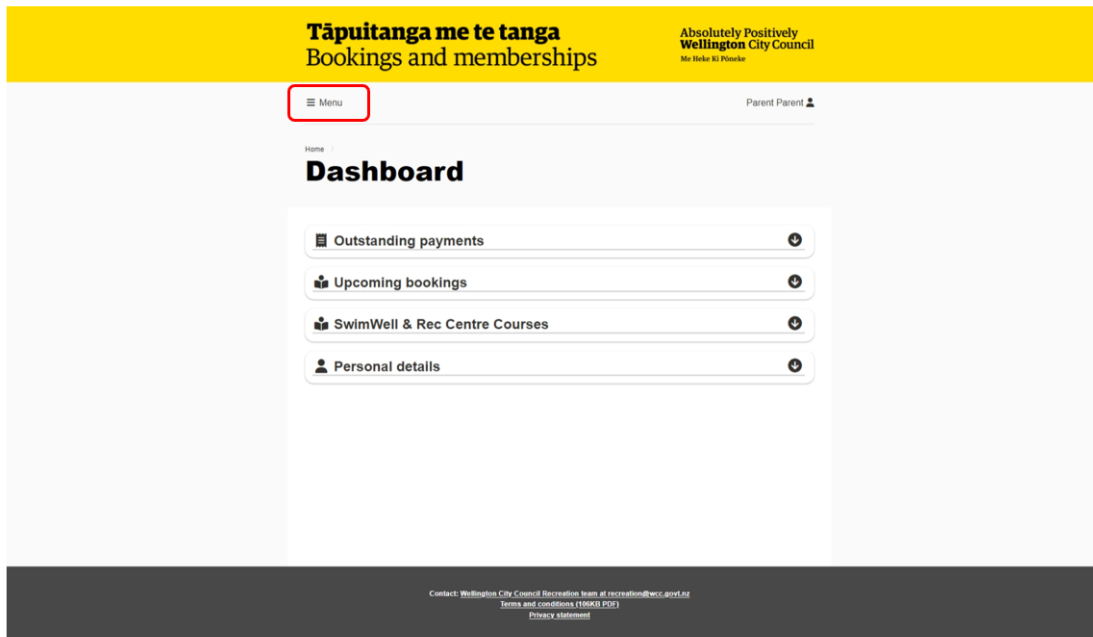 Tāpuitanga me te tanga
Bookings and memberships
Absolutely Positively
Wellington City Council
Me Heke Ki Pōneke
Menu
Parent Parent
Home /
Dashboard
Outstanding payments
Upcoming bookings
SwimWell & Rec Centre Courses
Personal details
Contact: Wellington City Council Recreation team at recreation@wcc.govt.nz
Terms and conditions (106KB PDF)
Privacy statement